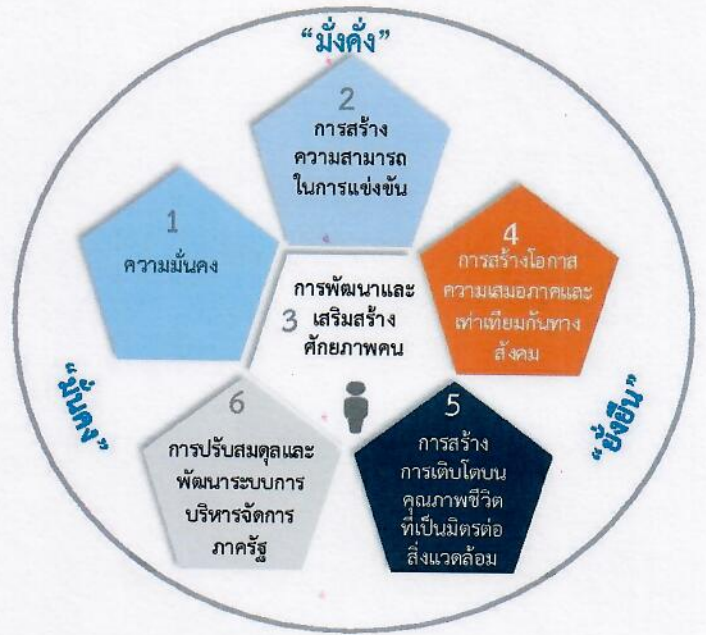 “มั่งคั่ง”
2
การสร้าง
ความสามารถ
ในการแข่งขัน
1
ความมั่นคง
4
การสร้างโอกาส
ความเสมอภาคและ
เท่าเทียมกันทาง
สังคม
3
การพัฒนาและ
เสริมสร้าง
ศักยภาพคน
“มั่นคง”
“ยั่งยืน”
6
การปรับสมดุลและ
พัฒนาระบบการ
บริหารจัดการ
ภาครัฐ
5
การสร้าง
การเติบโตบน
คุณภาพชีวิต
ที่เป็นมิตรต่อ
สิ่งแวดล้อม